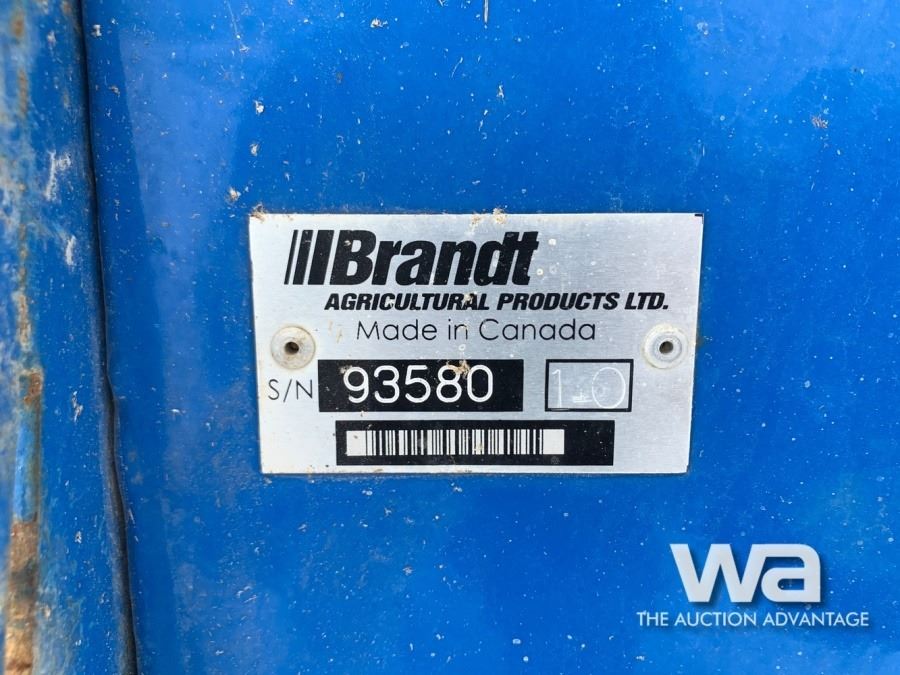 Brandt
AGRICULTURAL PRODUCTS LTD.
Made in Canada
S/N 93580
wa
THE AUCTION ADVANTAGE